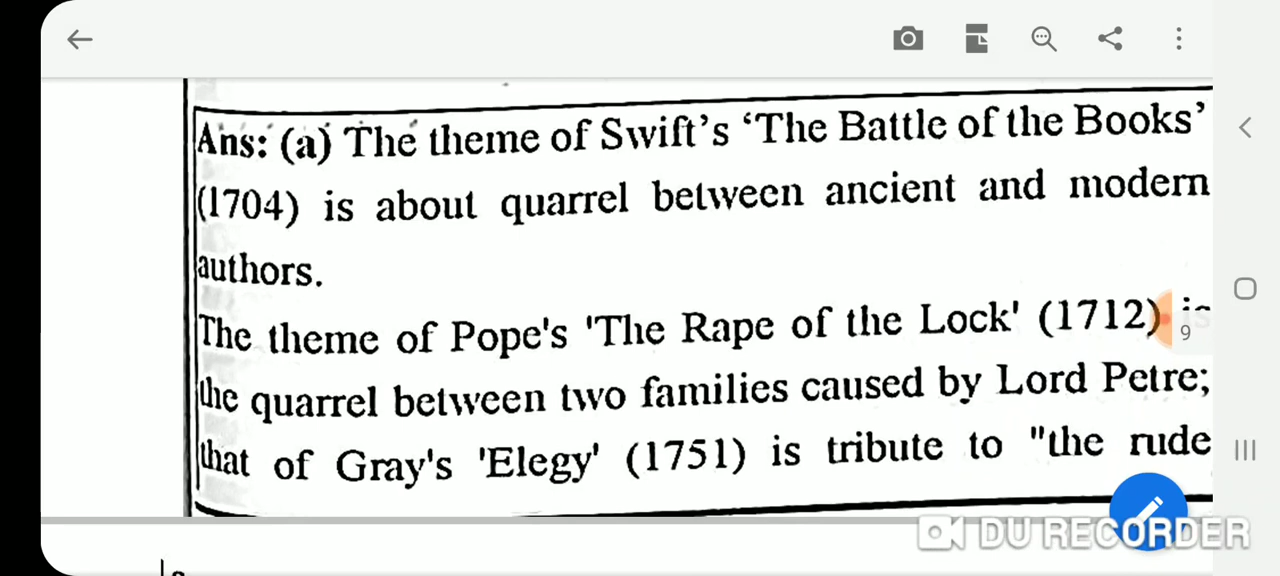 Ans: (a) The theme of Swift's 'The Battle of the Books'
(1704) is about quarrel between ancient and modern
authors.
The theme of Pope's 'The Rape of the Lock' (1712) is
9
the quarrel between two families caused by Lord Petre;
that of Gray's 'Elegy' (1751) is tribute to "the rude
DU RECORDER